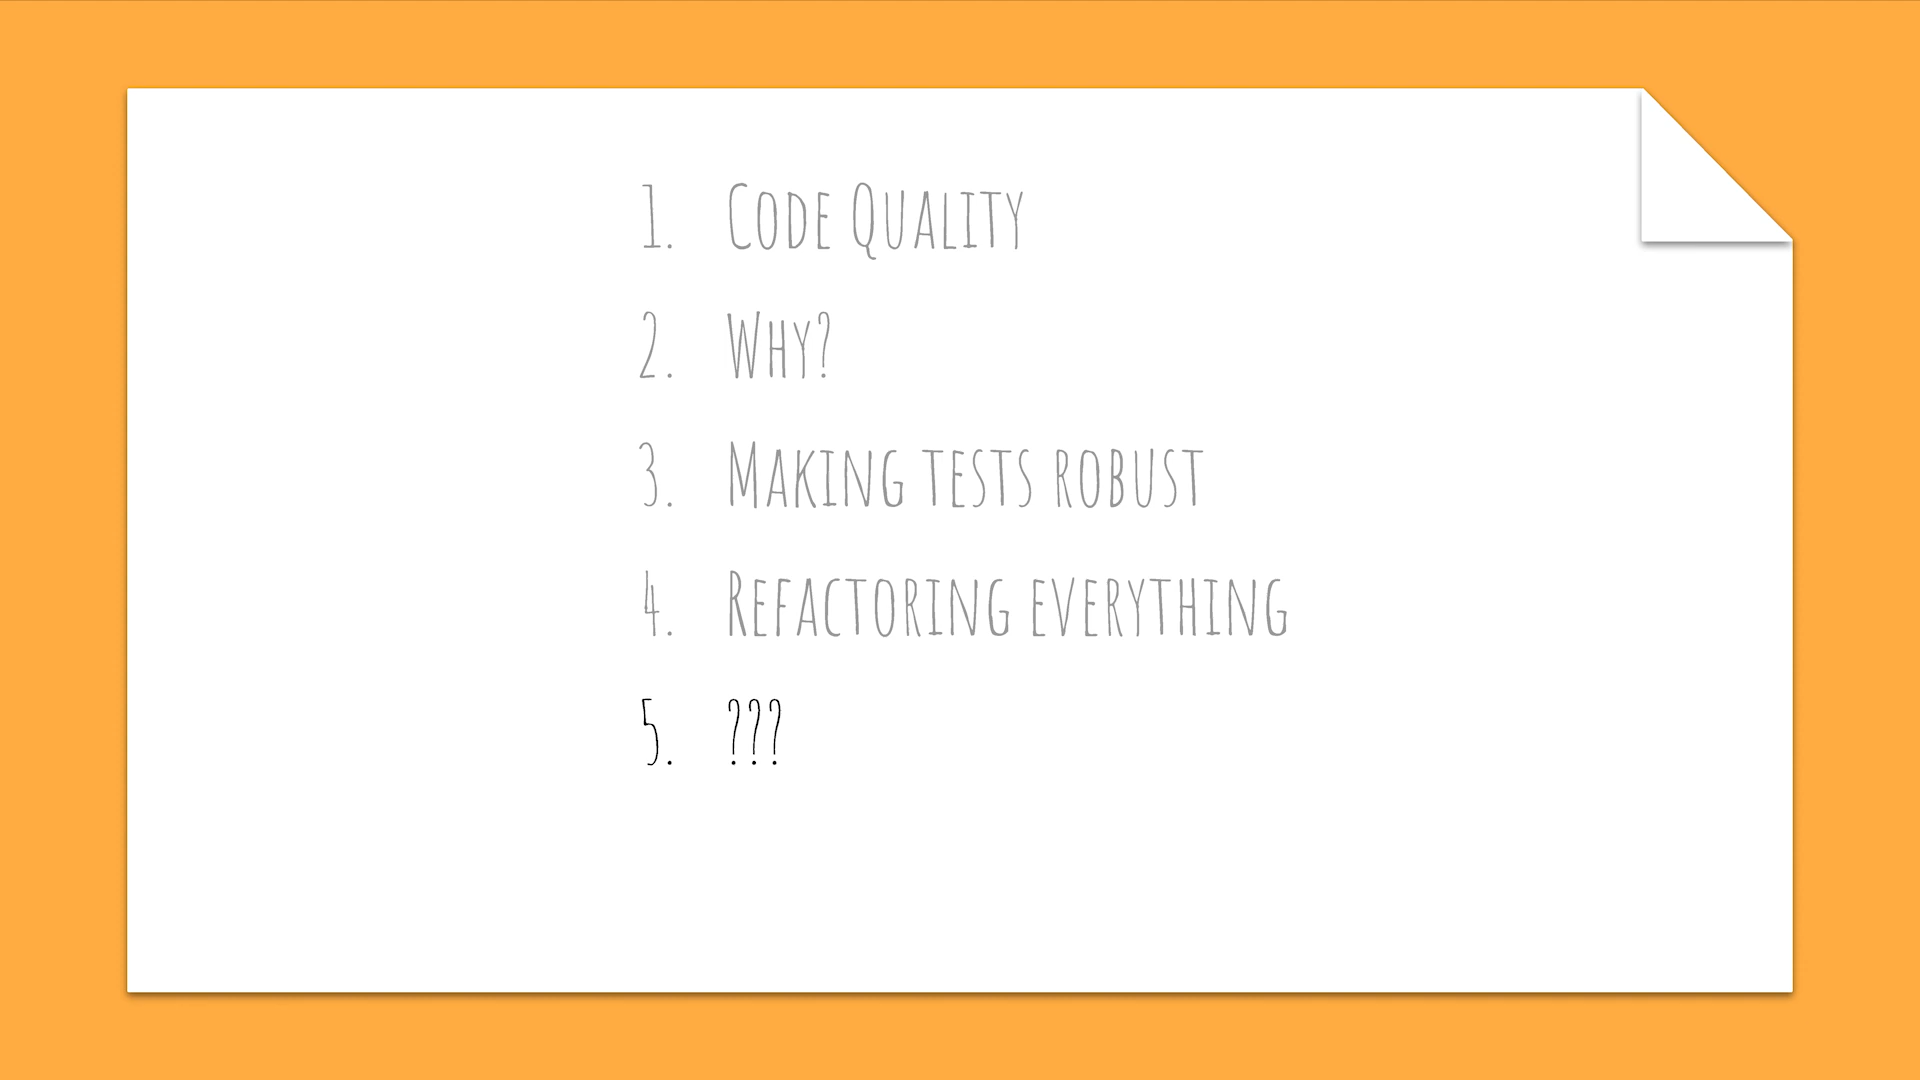 1. Code Quality
2. Why?
3. Making tests robust
4. Refactoring everything
5. ???